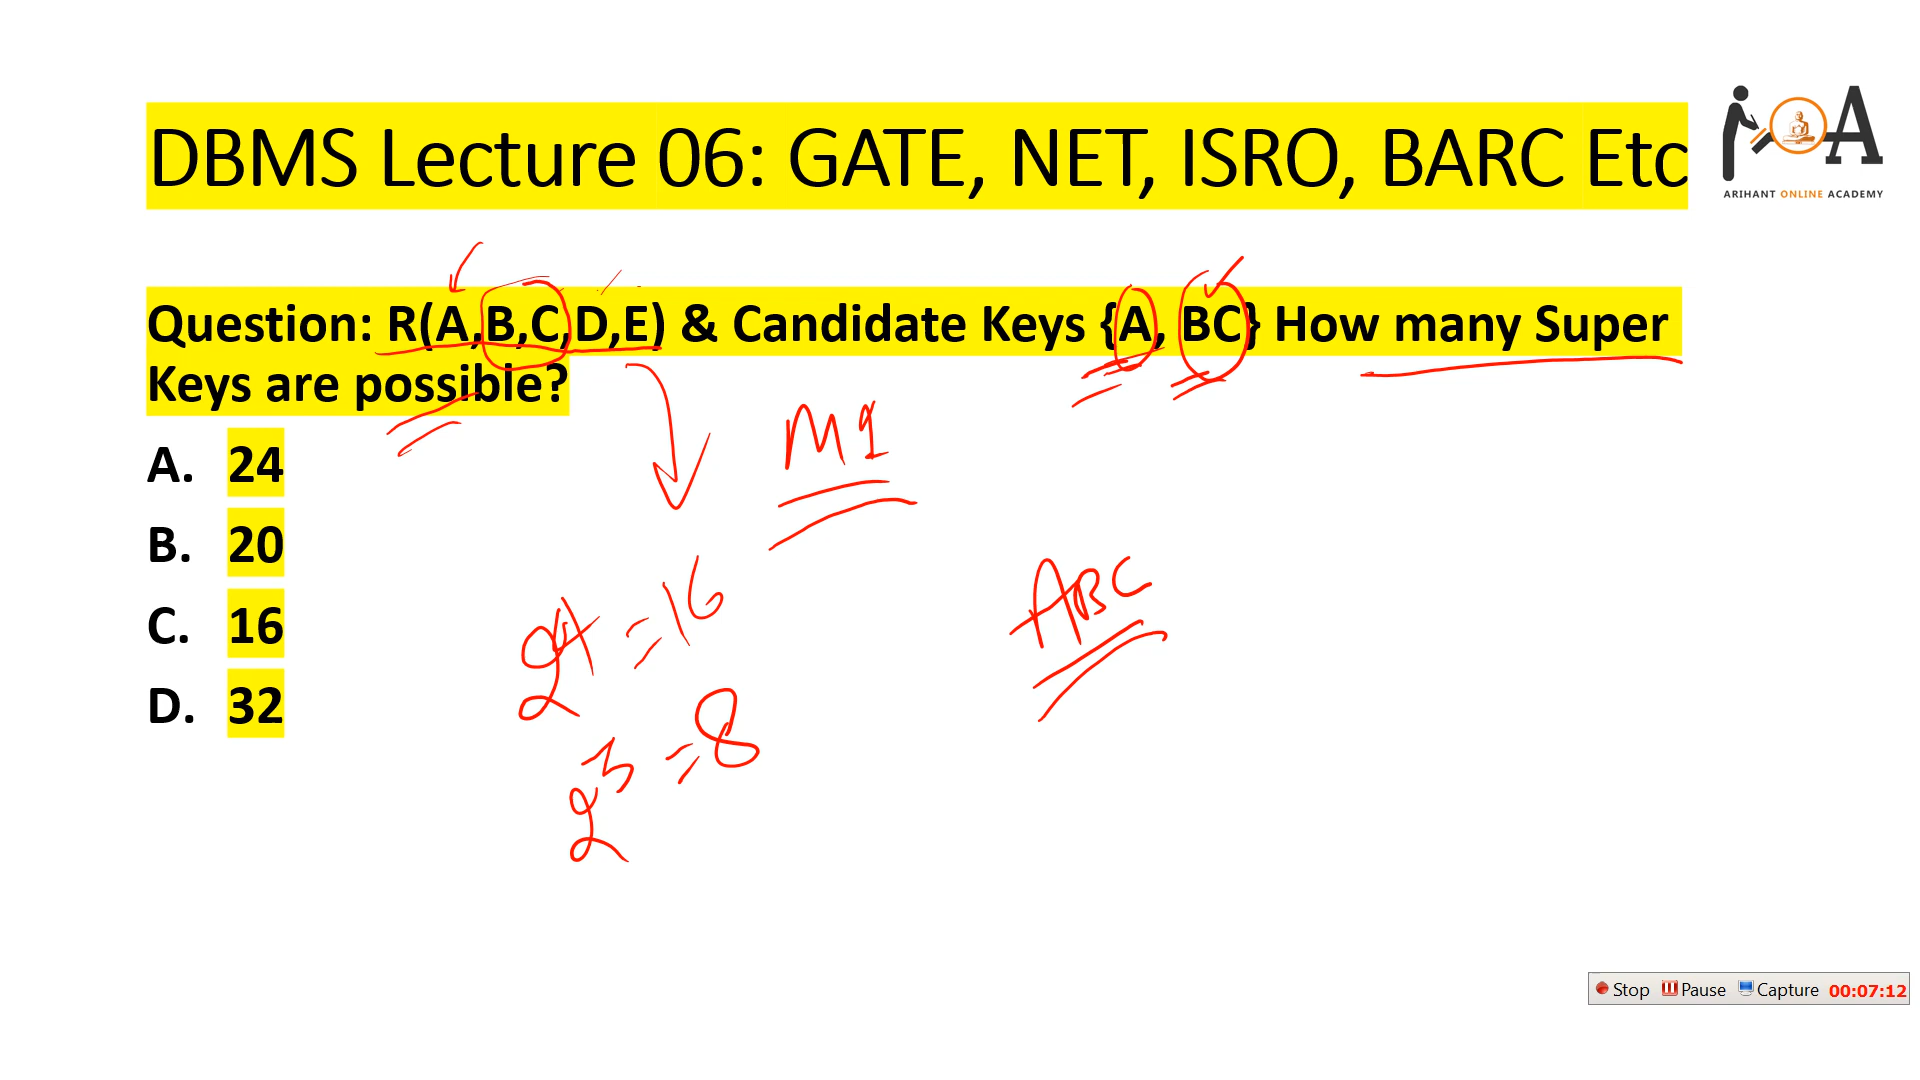 DBMS Lecture 06: GATE, NET, ISRO, BARC Etc
ARIHANT ONLINE ACADEMY
Question: R(A,B,C,D,E) & Candidate Keys {A, BC} How many Super
Keys are possible?
A. 24
B. 20
C. 16
D. 32
M1
2⁴ = 16
ABC
2³ = 8
Stop Pause Capture 00:07:12